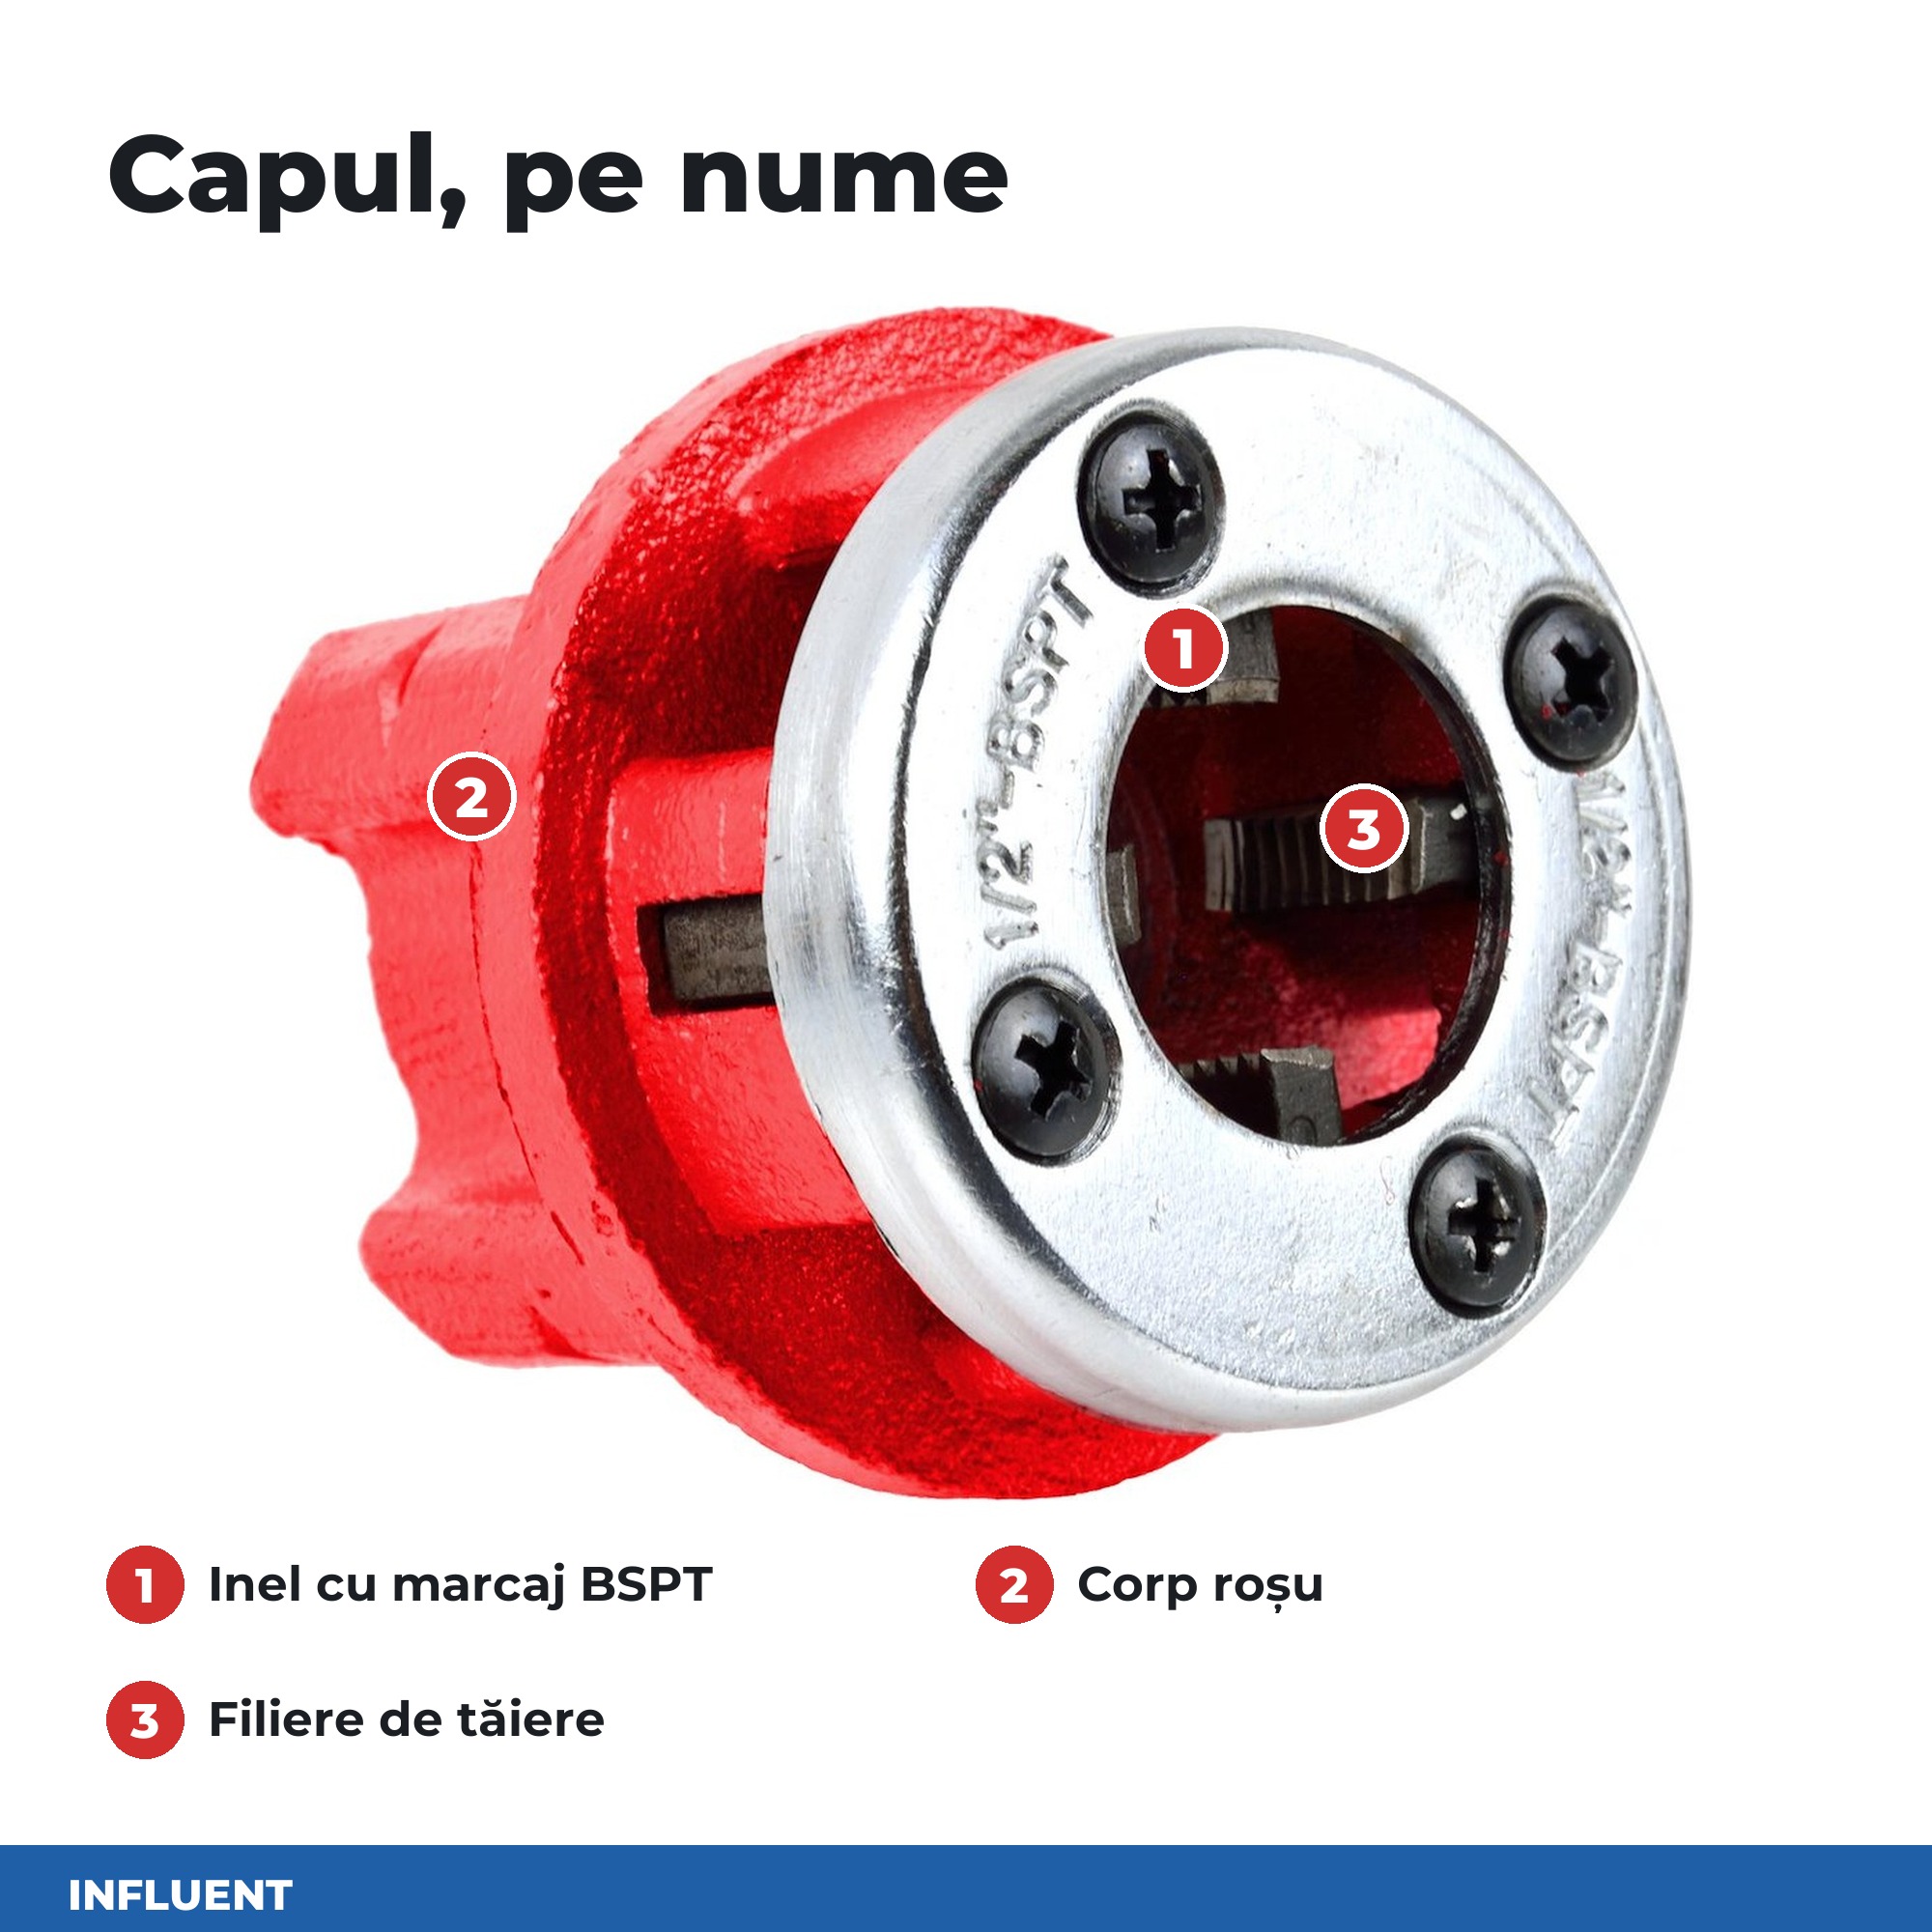 Capul, pe nume
1/2"-BSPT
1
1/2"-BSPT
2
3
1 Inel cu marcaj BSPT
2 Corp roșu
3 Filiere de tăiere
INFLUENT